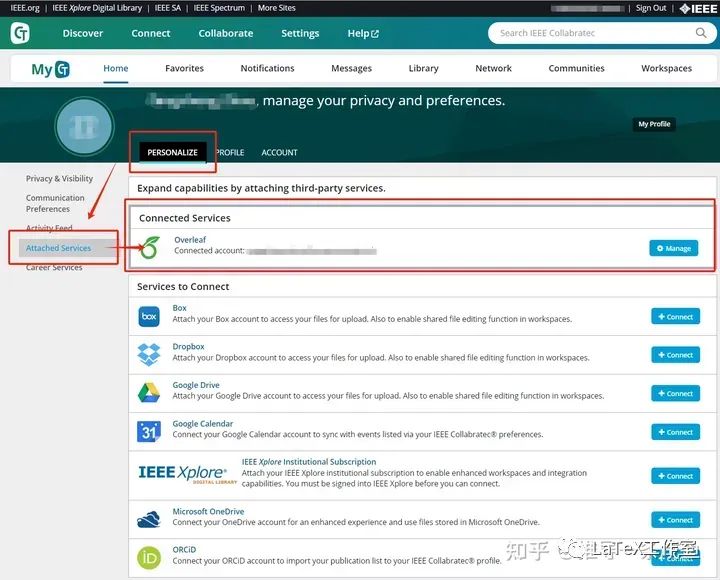 IEEE.org | IEEE Xplore Digital Library | IEEE SA | IEEE Spectrum | More Sites
Sign Out | IEEE
CT Discover Connect Collaborate Settings Help
Search IEEE Collabratec
My CT Home Favorites Notifications Messages Library Network Communities Workspaces
, manage your privacy and preferences.
My Profile
PERSONALIZE PROFILE ACCOUNT
Privacy & Visibility
Communication
Preferences
Activity Feed
Attached Services
Career Services
Expand capabilities by attaching third-party services.
Connected Services
Overleaf
Connected account:
Manage
Services to Connect
box
Box
Attach your Box account to access your files for upload. Also to enable shared file editing function in workspaces.
+ Connect
Dropbox
Attach your Dropbox account to access your files for upload. Also to enable shared file editing function in workspaces.
+ Connect
Google Drive
Attach your Google Drive account to access your files for upload. Also to enable shared file editing function in workspaces.
+ Connect
31
Google Calendar
Connect your Google Calendar account to sync with events listed via your IEEE Collabratec® preferences.
+ Connect
IEEE Xplore®
DIGITAL LIBRARY
IEEE Xplore Institutional Subscription
Attach your IEEE Xplore institutional subscription to enable enhanced workspaces and integration
capabilities. You must be signed into IEEE Xplore before you can connect.
+ Connect
Microsoft OneDrive
Connect your OneDrive account for an enhanced experience and use files stored in Microsoft OneDrive.
+ Connect
iD
ORCiD
Connect your ORCiD account to import your publication list to your IEEE Collabratec® profile.
+ Connect
知乎
LaTeX工作室